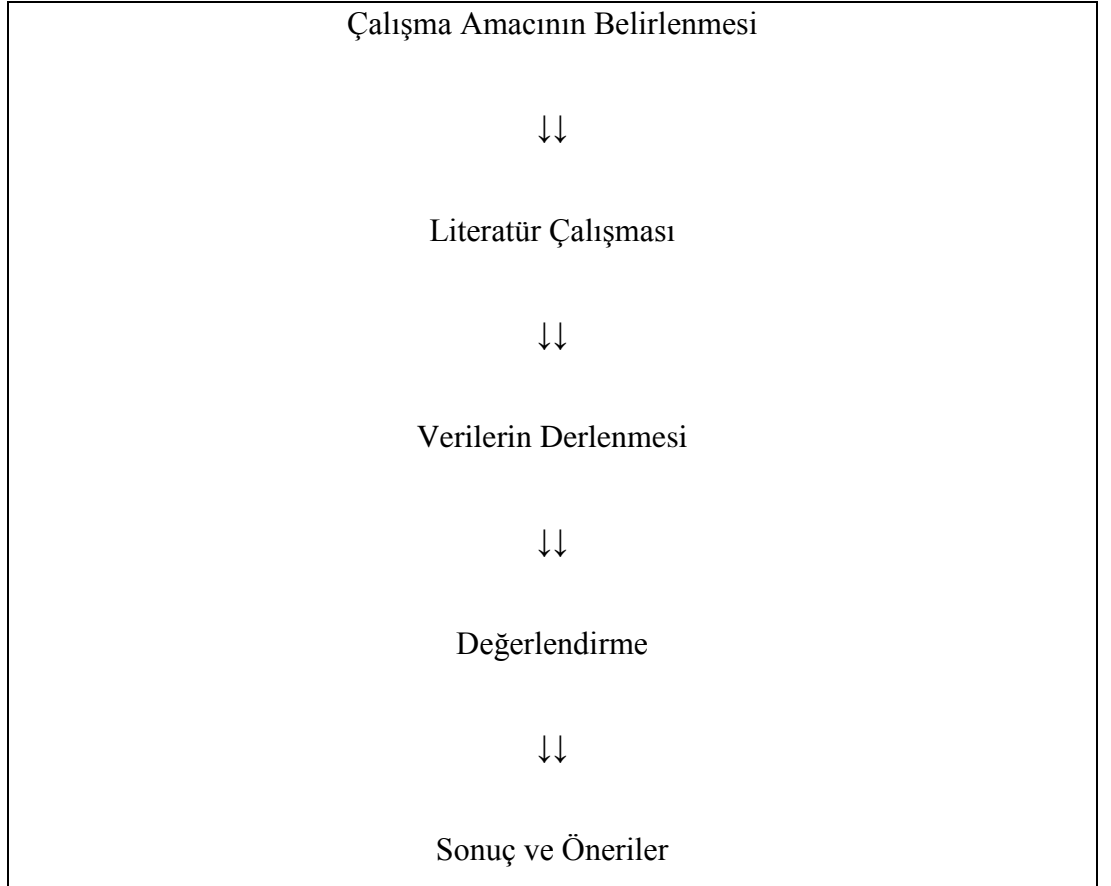 Çalışma Amacının Belirlenmesi
↓↓
Literatür Çalışması
↓↓
Verilerin Derlenmesi
↓↓
Değerlendirme
↓↓
Sonuç ve Öneriler